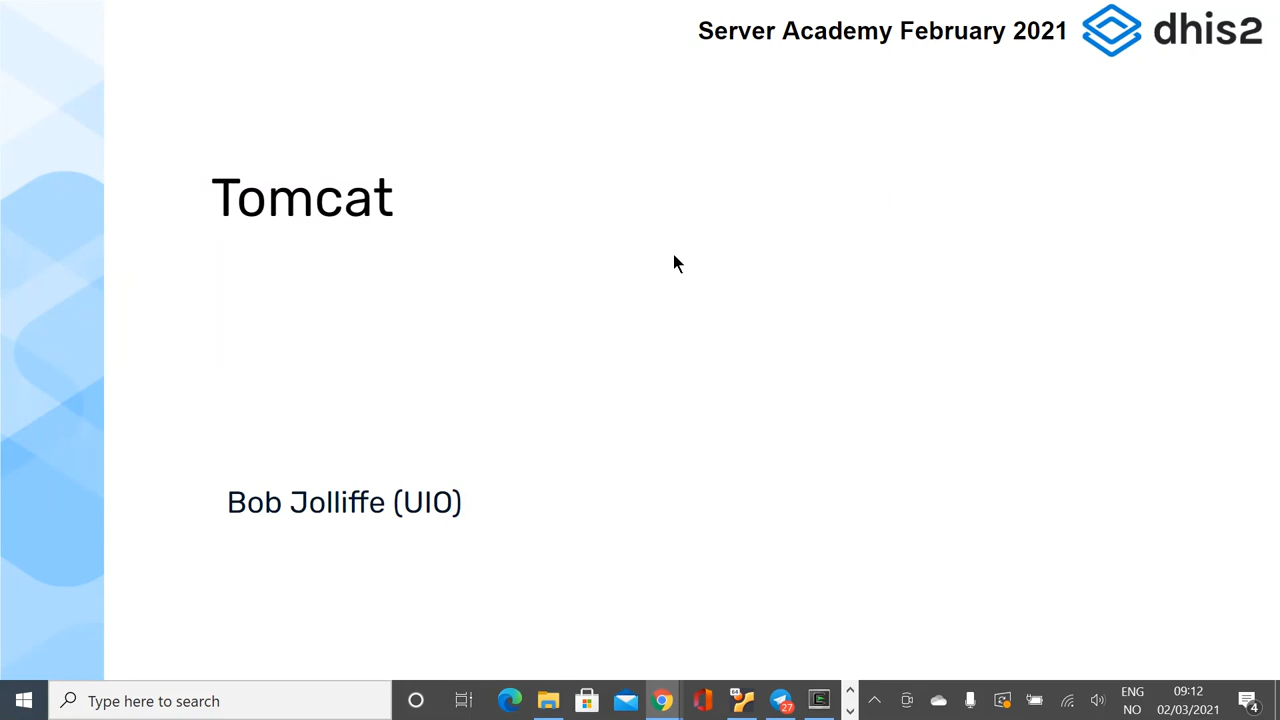 Server Academy February 2021 dhis2
Tomcat
Bob Jolliffe (UIO)
Type here to search
64
27
ENG
NO
09:12
02/03/2021
4